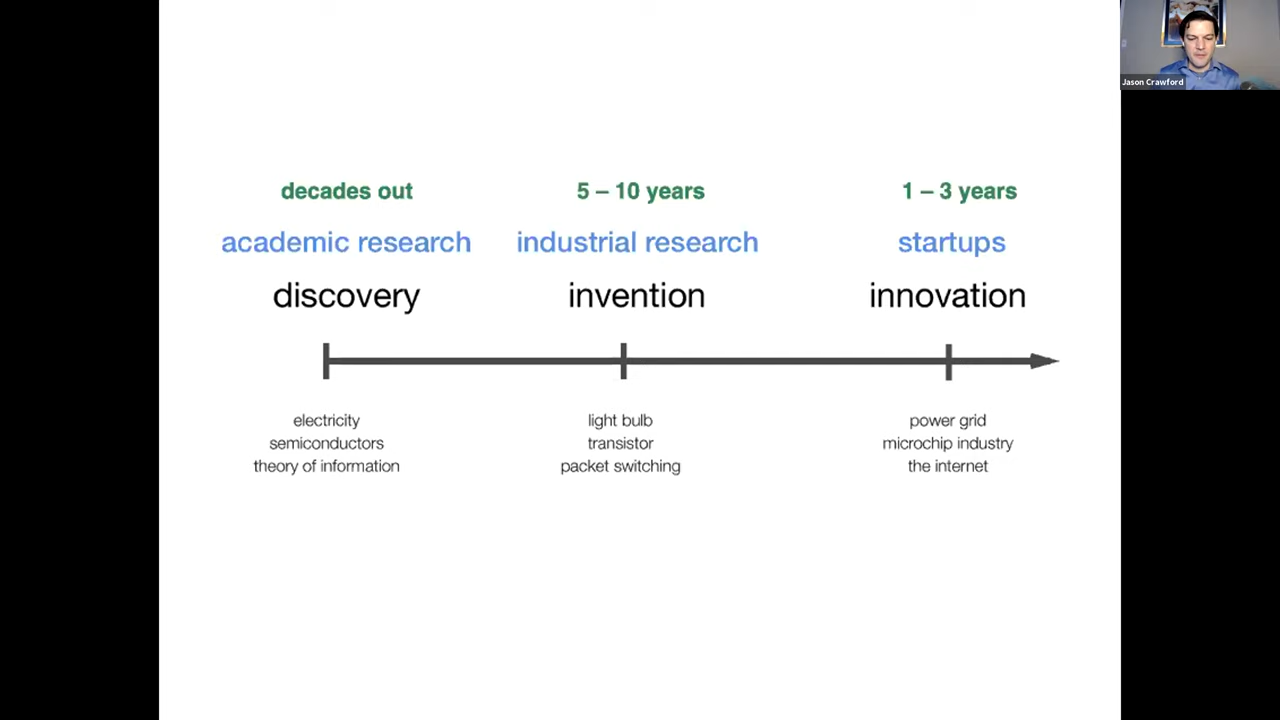 Jason Crawford
decades out
5 – 10 years
1 – 3 years
academic research
industrial research
startups
discovery
invention
innovation
electricity
semiconductors
theory of information
light bulb
transistor
packet switching
power grid
microchip industry
the internet